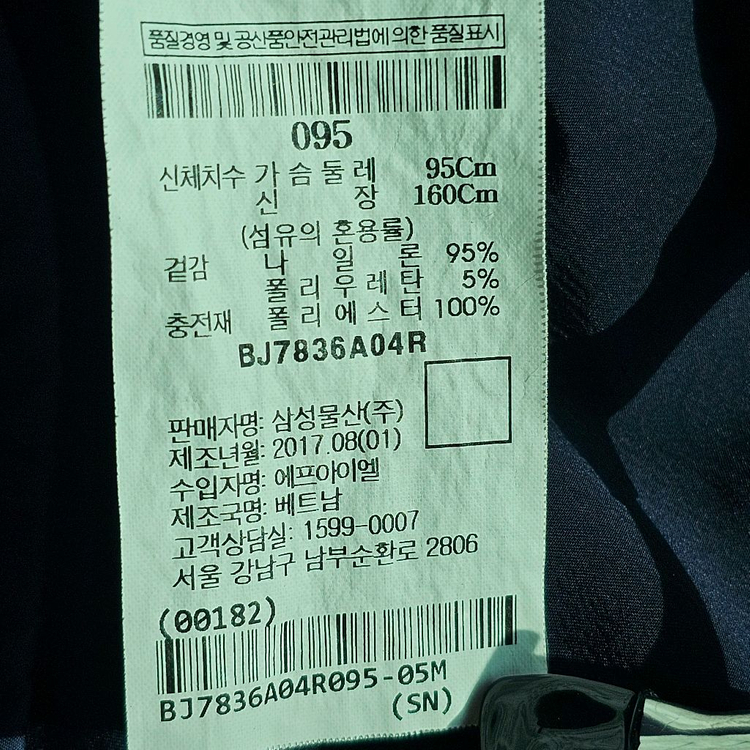 품질경영 및 공산품안전관리법에 의한 품질표시
095
신체치수 가슴둘레 95Cm
신장 160Cm
(섬유의 혼용률)
겉감 나일론 95%
폴리우레탄 5%
충전재 폴리에스터 100%
BJ7836A04R
판매자명: 삼성물산(주)
제조년월: 2017.08(01)
수입자명: 에프아이엘
제조국명: 베트남
고객상담실: 1599-0007
서울 강남구 남부순환로 2806
(00182)
BJ7836A04R095-05M
(SN)